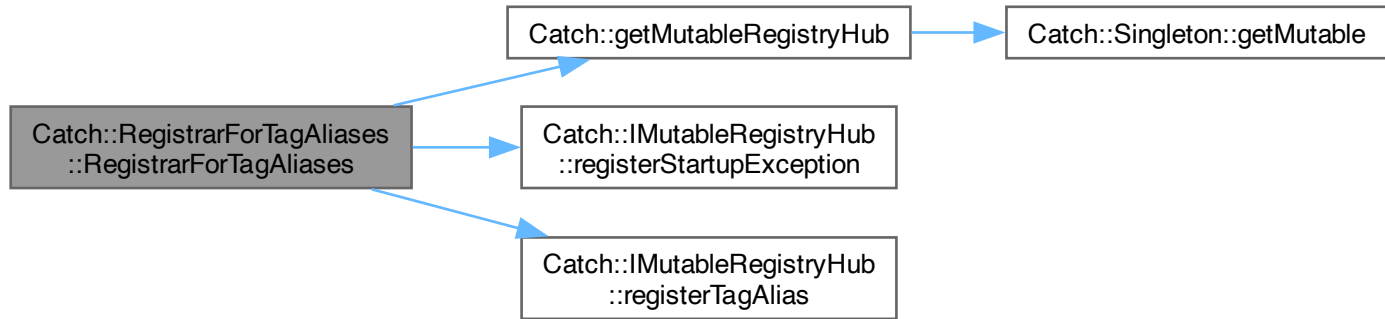 Catch::getMutableRegistryHub
Catch::Singleton::getMutable
Catch::RegistrarForTagAliases
::RegistrarForTagAliases
Catch::IMutableRegistryHub
::registerStartupException
Catch::IMutableRegistryHub
::registerTagAlias